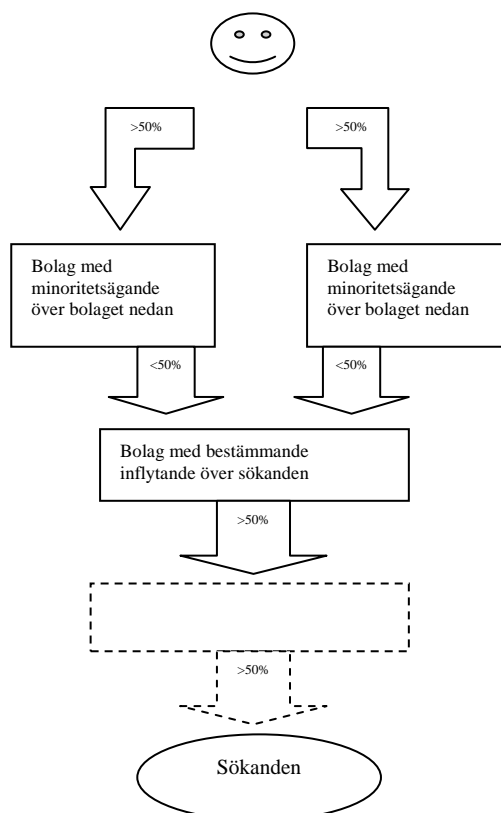 >50%
>50%
Bolag med
minoritetsägande
över bolaget nedan
Bolag med
minoritetsägande
över bolaget nedan
<50%
<50%
Bolag med bestämmande
inflytande över sökanden
>50%
>50%
Sökanden